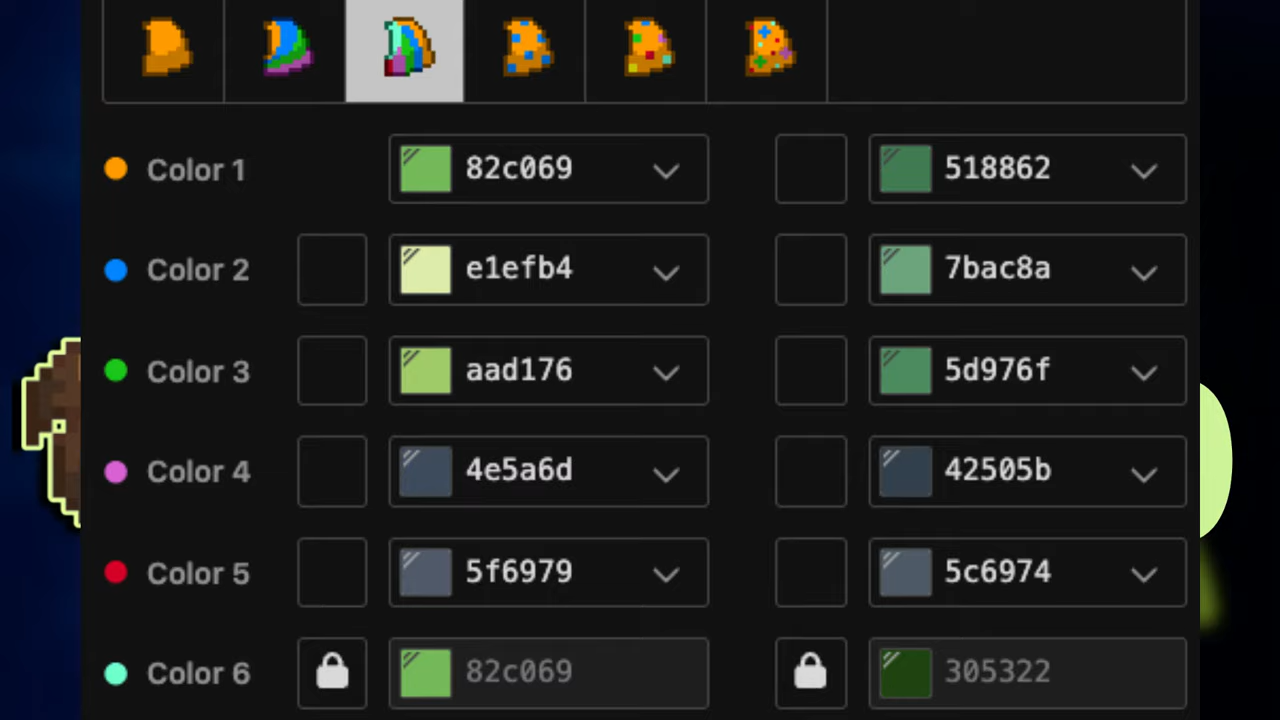 Color 1 82c069 518862
Color 2 e1efb4 7bac8a
Color 3 aad176 5d976f
Color 4 4e5a6d 42505b
Color 5 5f6979 5c6974
Color 6 82c069 305322